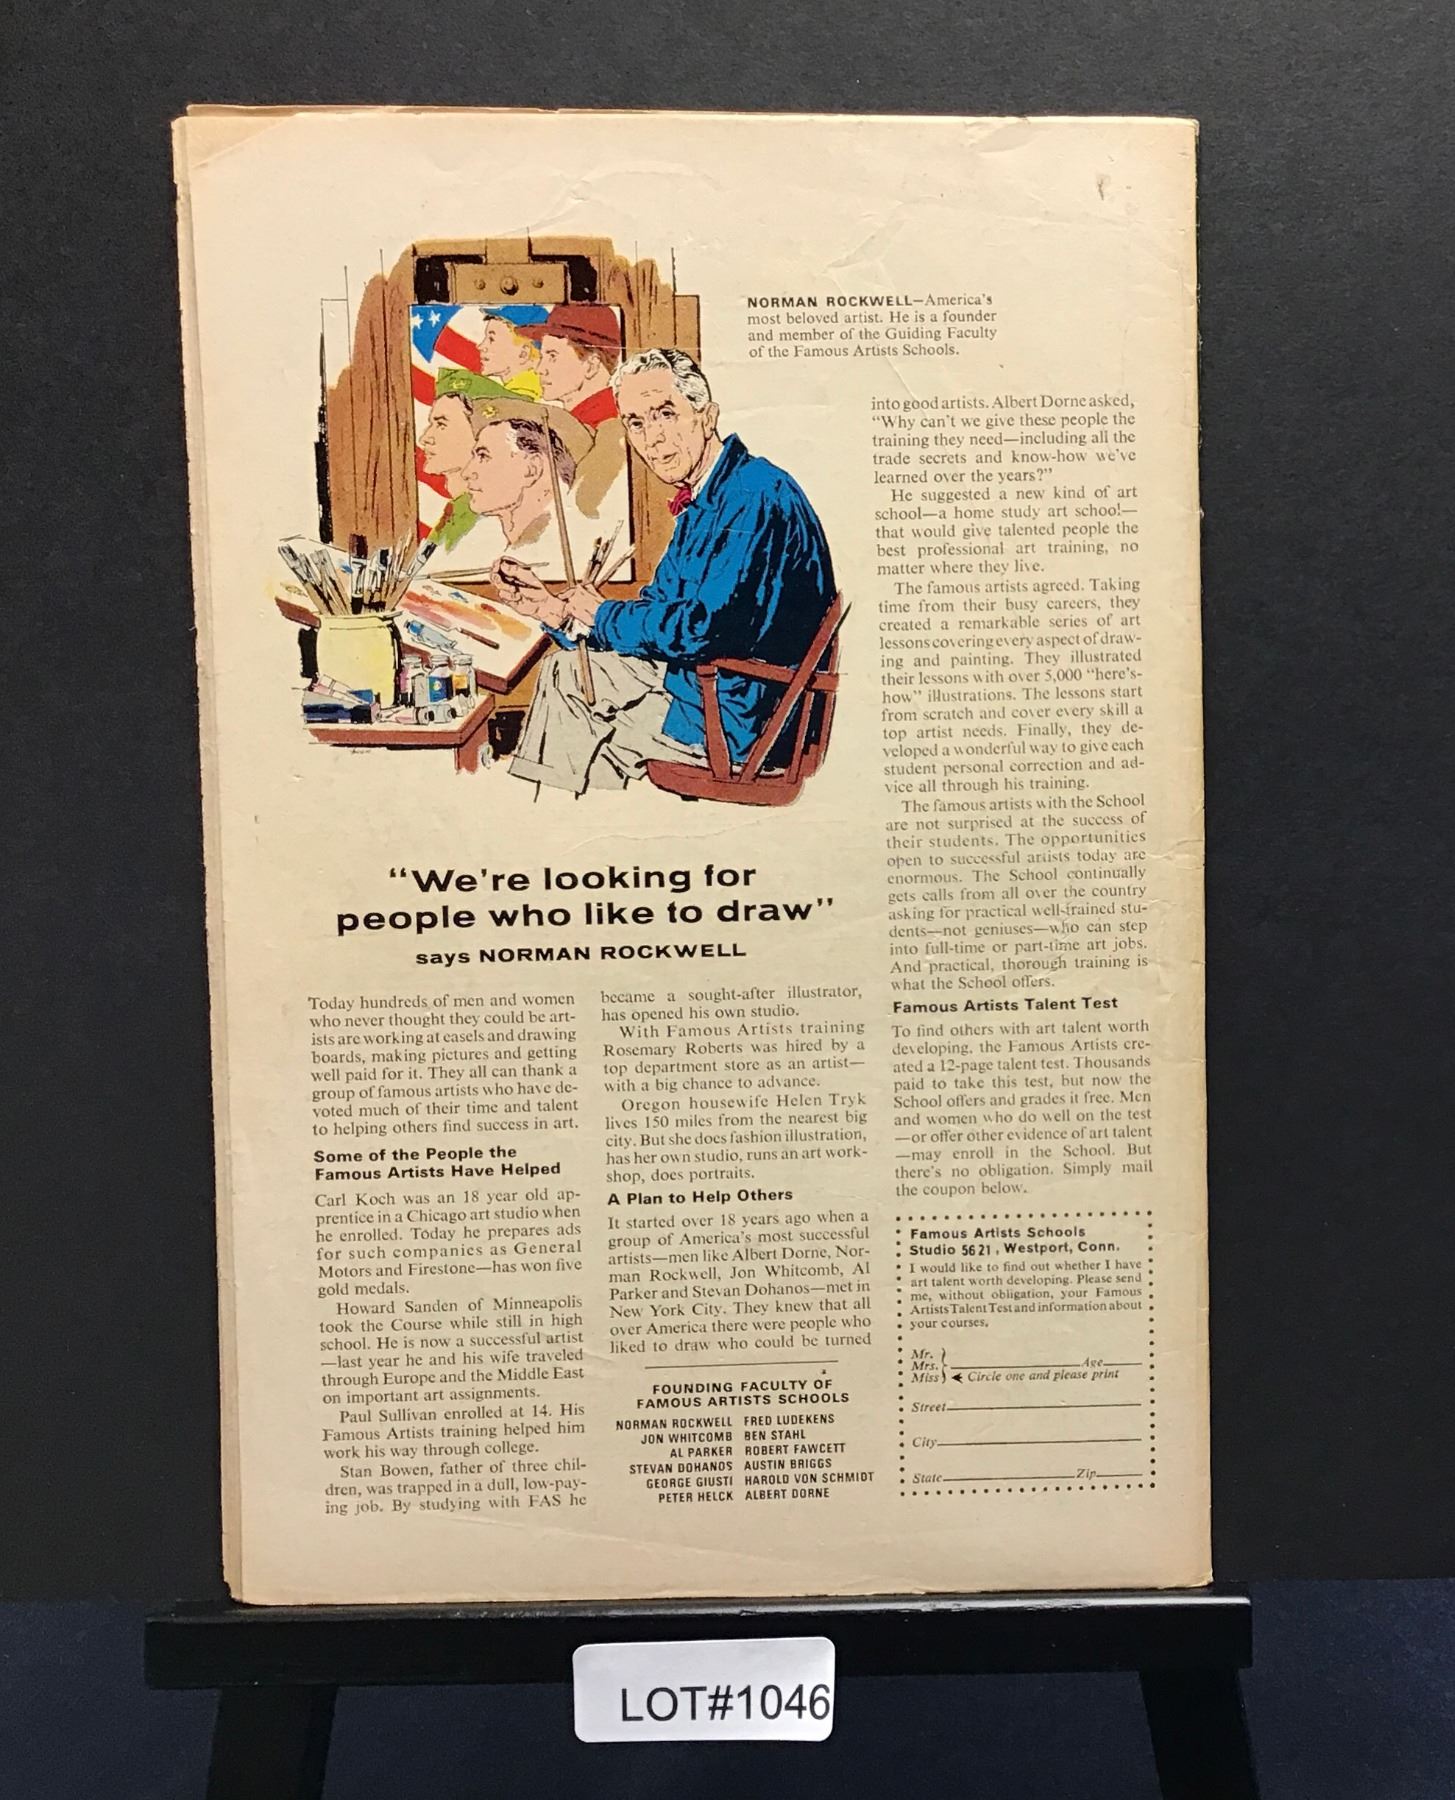 NORMAN ROCKWELL—America's
most beloved artist. He is a founder
and member of the Guiding Faculty
of the Famous Artists Schools.
"We're looking for
people who like to draw"
says NORMAN ROCKWELL
Today hundreds of men and women
who never thought they could be art-
ists are working at easels and drawing
boards, making pictures and getting
well paid for it. They all can thank a
group of famous artists who have de-
voted much of their time and talent
to helping others find success in art.
Some of the People the
Famous Artists Have Helped
Carl Koch was an 18 year old ap-
prentice in a Chicago art studio when
he enrolled. Today he prepares ads
for such companies as General
Motors and Firestone—has won five
gold medals.
Howard Sanden of Minneapolis
took the Course while still in high
school. He is now a successful artist
—last year he and his wife traveled
through Europe and the Middle East
on important art assignments.
Paul Sullivan enrolled at 14. His
Famous Artists training helped him
work his way through college.
Stan Bowen, father of three chil-
dren, was trapped in a dull, low-pay-
ing job. By studying with FAS he
became a sought-after illustrator,
has opened his own studio.
With Famous Artists training
Rosemary Roberts was hired by a
top department store as an artist—
with a big chance to advance.
Oregon housewife Helen Tryk
lives 150 miles from the nearest big
city. But she does fashion illustration,
has her own studio, runs an art work-
shop, does portraits.
A Plan to Help Others
It started over 18 years ago when a
group of America's most successful
artists—men like Albert Dorne, Nor-
man Rockwell, Jon Whitcomb, Al
Parker and Stevan Dohanos—met in
New York City. They knew that all
over America there were people who
liked to draw who could be turned
into good artists. Albert Dorne asked,
"Why can't we give these people the
training they need—including all the
trade secrets and know-how we've
learned over the years?"
He suggested a new kind of art
school—a home study art school—
that would give talented people the
best professional art training, no
matter where they live.
The famous artists agreed. Taking
time from their busy careers, they
created a remarkable series of art
lessons covering every aspect of draw-
ing and painting. They illustrated
their lessons with over 5,000 "here's-
how" illustrations. The lessons start
from scratch and cover every skill a
top artist needs. Finally, they de-
veloped a wonderful way to give each
student personal correction and ad-
vice all through his training.
The famous artists with the School
are not surprised at the success of
their students. The opportunities
open to successful artists today are
enormous. The School continually
gets calls from all over the country
asking for practical well-trained stu-
dents—not geniuses—who can step
into full-time or part-time art jobs.
And practical, thorough training is
what the School offers.
Famous Artists Talent Test
To find others with art talent worth
developing, the Famous Artists cre-
ated a 12-page talent test. Thousands
paid to take this test, but now the
School offers and grades it free. Men
and women who do well on the test
—or offer other evidence of art talent
—may enroll in the School. But
there's no obligation. Simply mail
the coupon below.
FOUNDING FACULTY OF
FAMOUS ARTISTS SCHOOLS
NORMAN ROCKWELL FRED LUDEKENS
JON WHITCOMB BEN STAHL
AL PARKER ROBERT FAWCETT
STEVAN DOHANOS AUSTIN BRIGGS
GEORGE GIUSTI HAROLD VON SCHMIDT
PETER HELCK ALBERT DORNE
Famous Artists Schools
Studio 5621, Westport, Conn.
I would like to find out whether I have
art talent worth developing. Please send
me, without obligation, your Famous
Artists Talent Test and information about
your courses.
Mr.
Mrs. Age
Miss Circle one and please print
Street
City
State Zip
LOT#1046